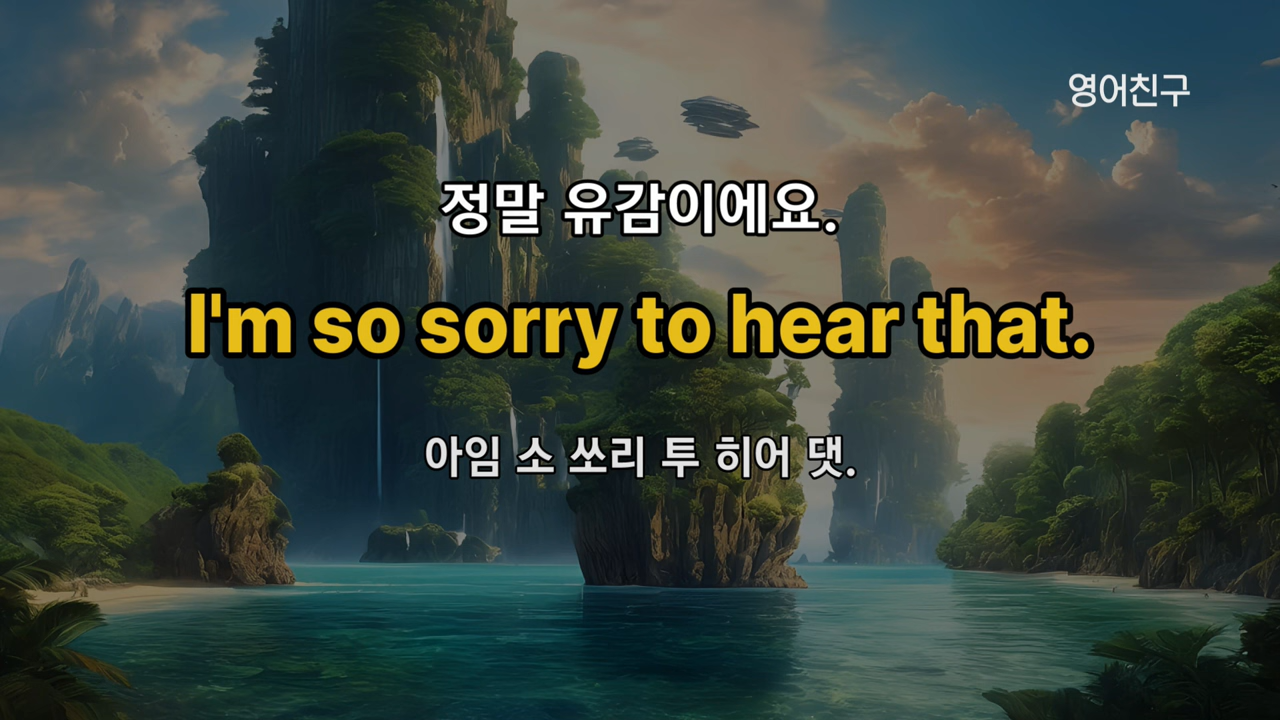 영어친구
정말 유감이에요.
I'm so sorry to hear that.
아임 소 쏘리 투 히어 댓.